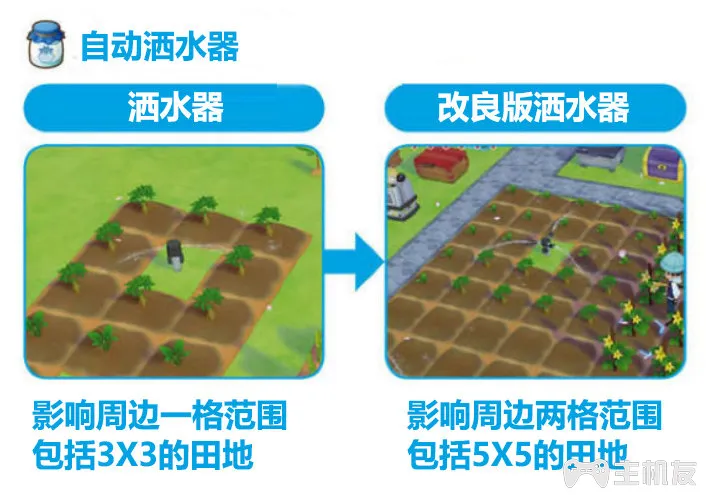 自动洒水器
洒水器
改良版洒水器
影响周边一格范围
包括3X3的田地
影响周边两格范围
包括5X5的田地
主机友